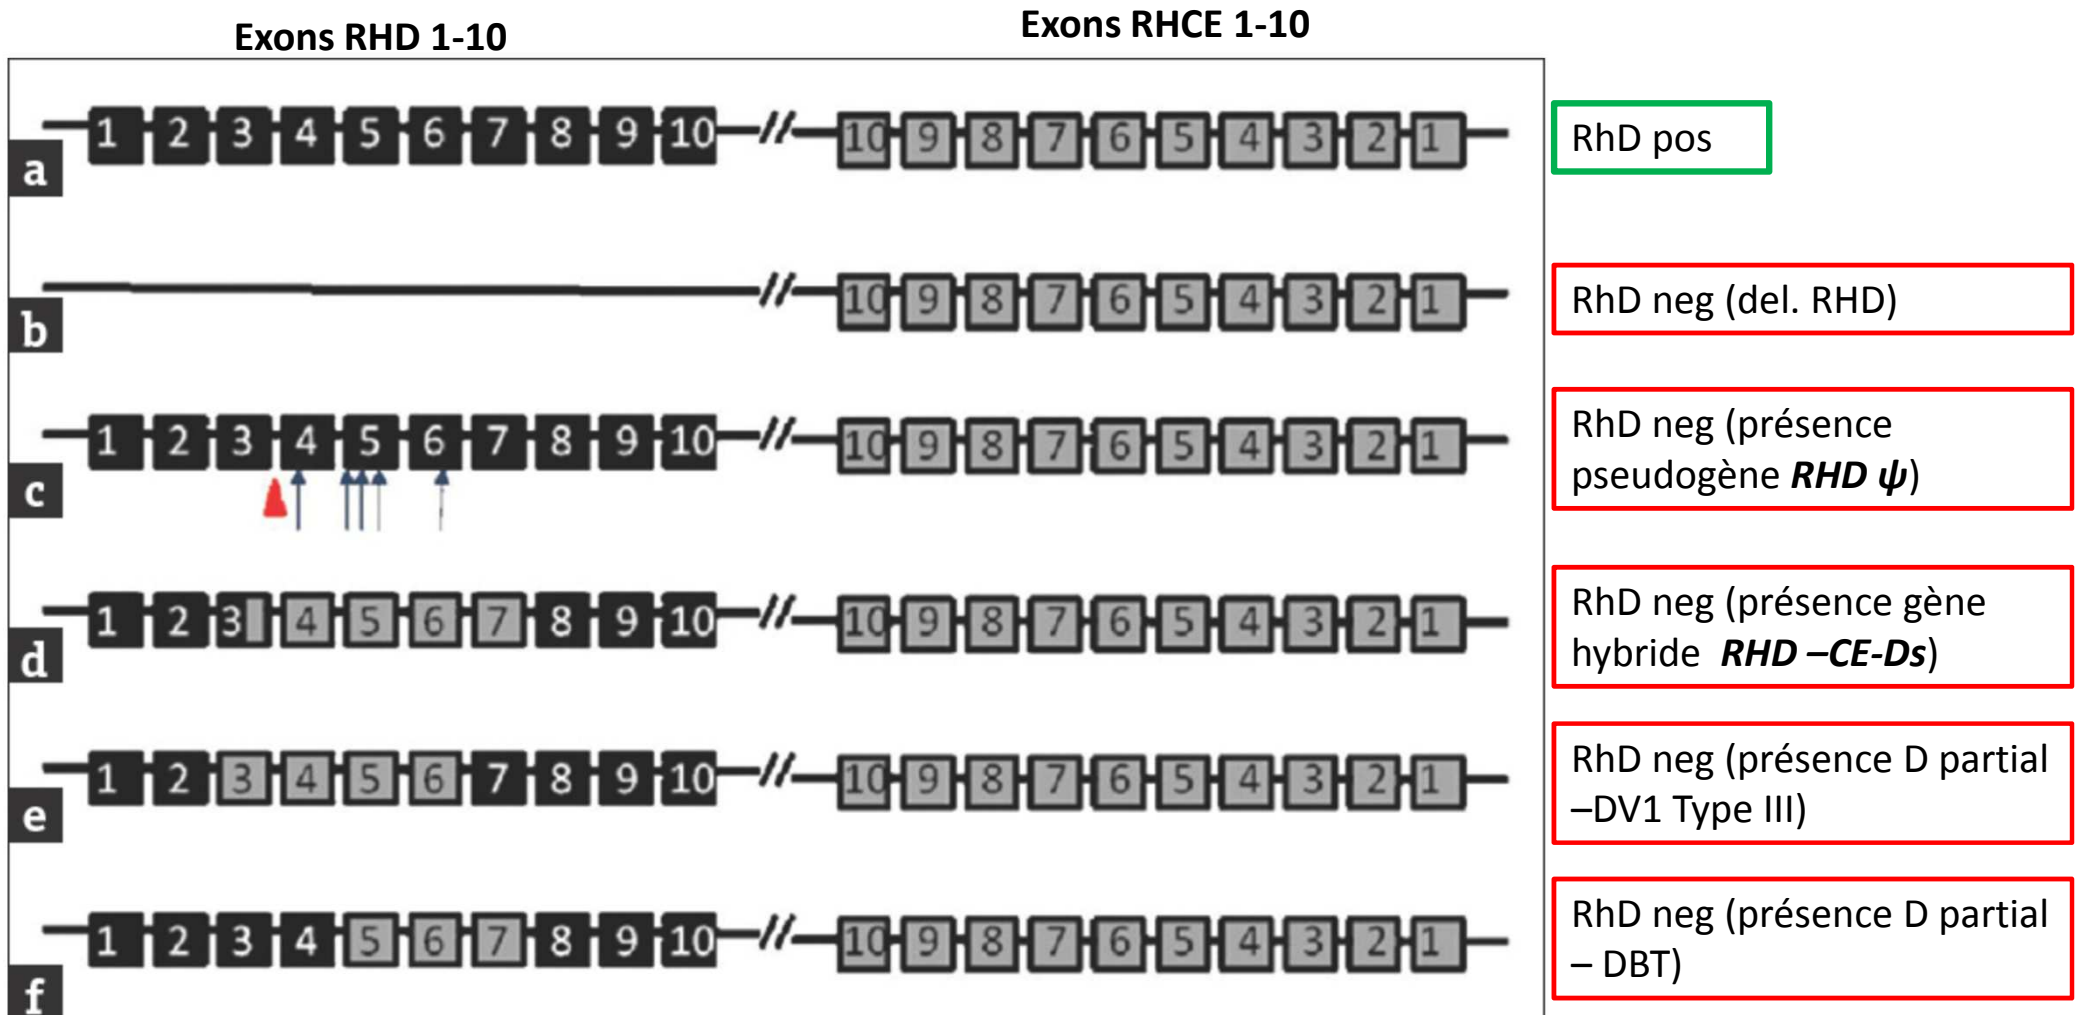 Exons RHD 1-10
Exons RHCE 1-10
a
1 2 3 4 5 6 7 8 9 10 // 10 9 8 7 6 5 4 3 2 1
RhD pos
b
// 10 9 8 7 6 5 4 3 2 1
RhD neg (del. RHD)
c
1 2 3 4 5 6 7 8 9 10 // 10 9 8 7 6 5 4 3 2 1
RhD neg (présence
pseudogène RHD ψ)
d
1 2 3 4 5 6 7 8 9 10 // 10 9 8 7 6 5 4 3 2 1
RhD neg (présence gène
hybride RHD –CE-Ds)
e
1 2 3 4 5 6 7 8 9 10 // 10 9 8 7 6 5 4 3 2 1
RhD neg (présence D partial
–DV1 Type III)
f
1 2 3 4 5 6 7 8 9 10 // 10 9 8 7 6 5 4 3 2 1
RhD neg (présence D partial
– DBT)